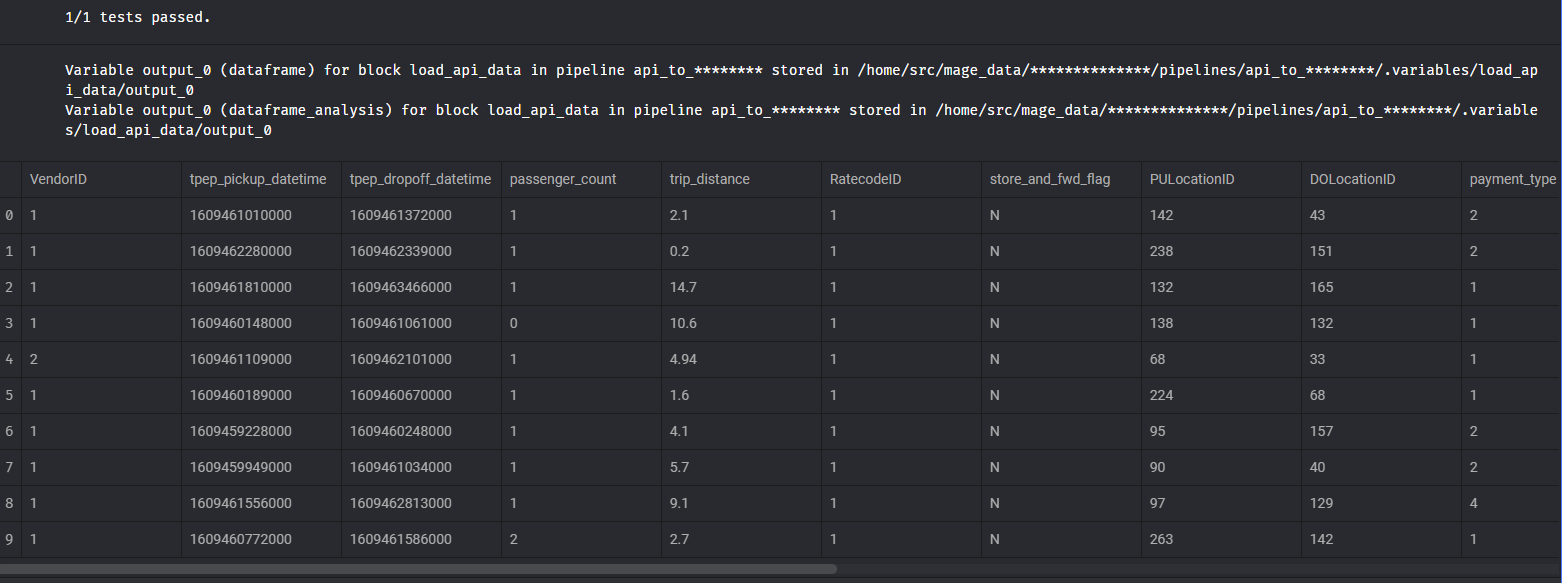 1/1 tests passed.
Variable output_0 (dataframe) for block load_api_data in pipeline api_to_******** stored in /home/src/mage_data/**************/pipelines/api_to_********/.variables/load_ap
i_data/output_0
Variable output_0 (dataframe_analysis) for block load_api_data in pipeline api_to_******** stored in /home/src/mage_data/**************/pipelines/api_to_********/.variable
s/load_api_data/output_0
VendorID tpep_pickup_datetime tpep_dropoff_datetime passenger_count trip_distance RatecodeID store_and_fwd_flag PULocationID DOLocationID payment_type
0 1 1609461010000 1609461372000 1 2.1 1 N 142 43 2
1 1 1609462280000 1609462339000 1 0.2 1 N 238 151 2
2 1 1609461810000 1609463466000 1 14.7 1 N 132 165 1
3 1 1609460148000 1609461061000 0 10.6 1 N 138 132 1
4 2 1609461109000 1609462101000 1 4.94 1 N 68 33 1
5 1 1609460189000 1609460670000 1 1.6 1 N 224 68 1
6 1 1609459228000 1609460248000 1 4.1 1 N 95 157 2
7 1 1609459949000 1609461034000 1 5.7 1 N 90 40 2
8 1 1609461556000 1609462813000 1 9.1 1 N 97 129 4
9 1 1609460772000 1609461586000 2 2.7 1 N 263 142 1